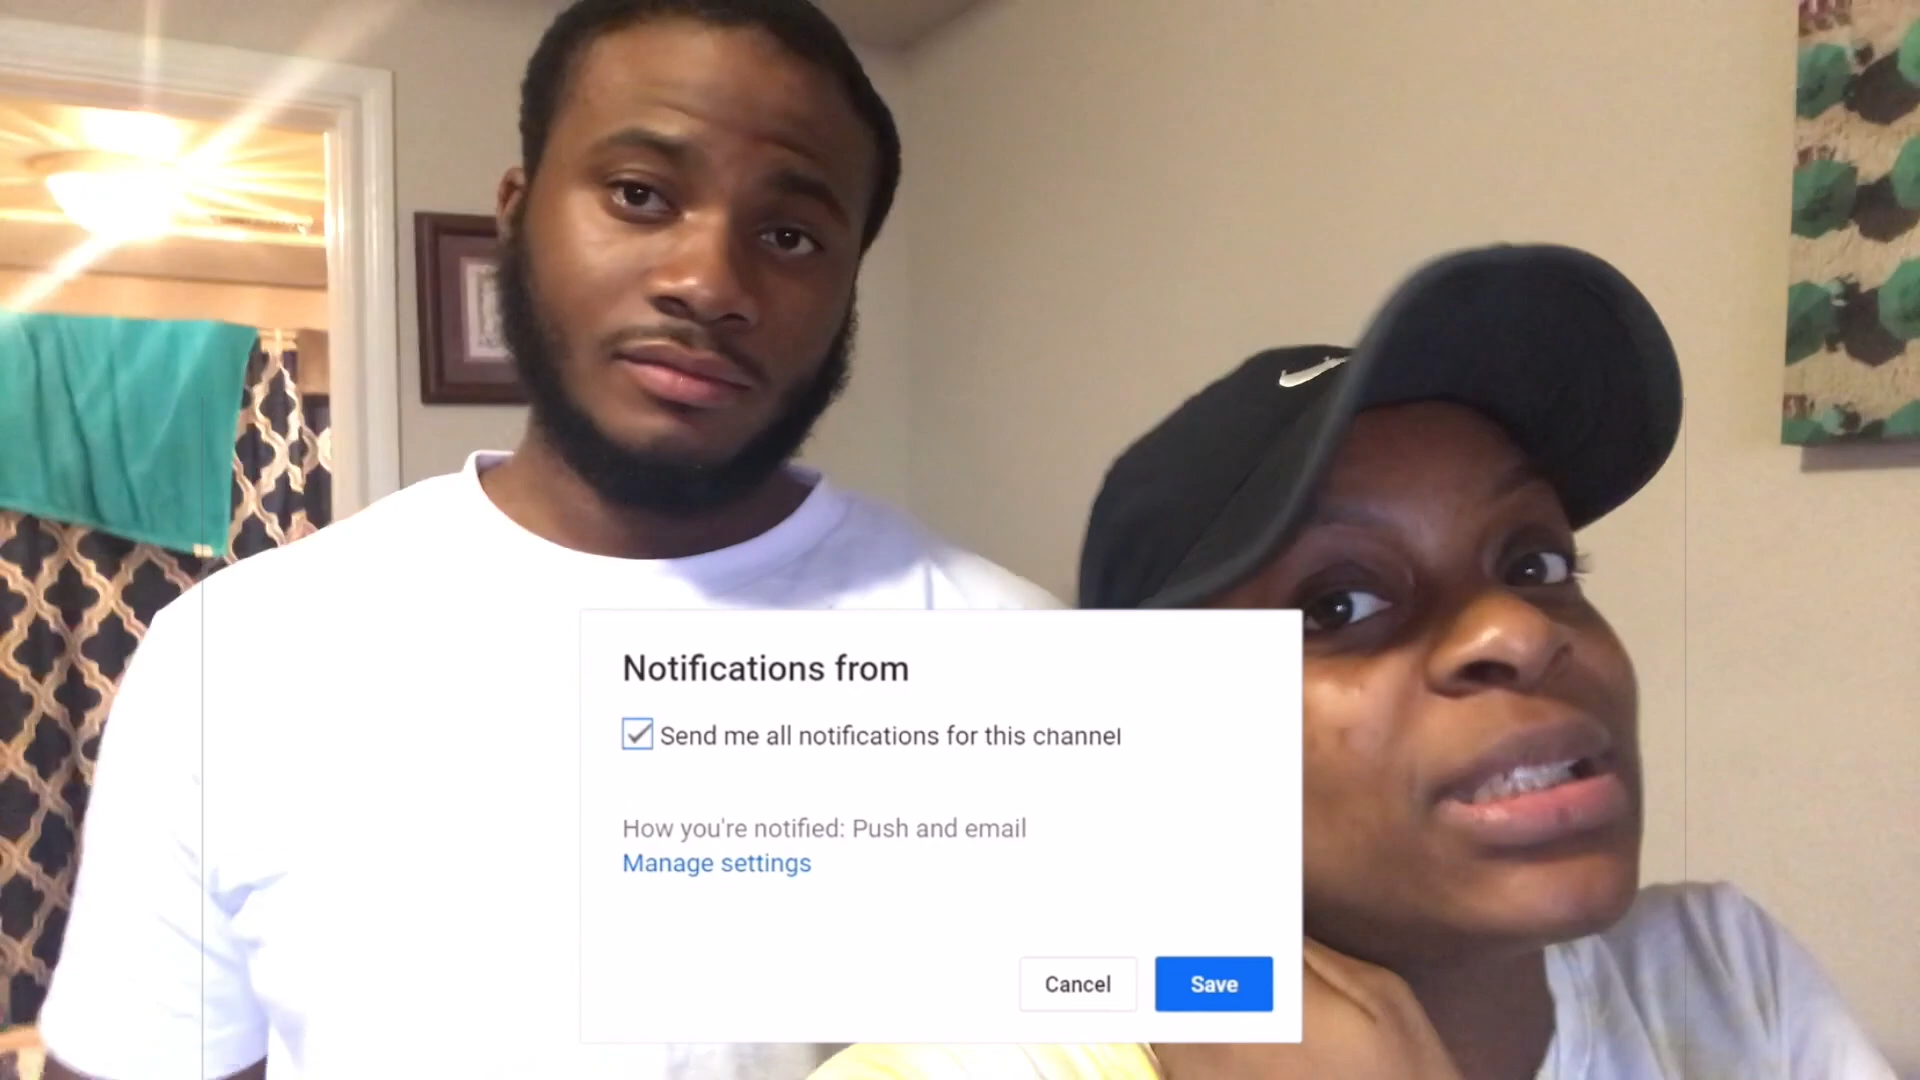 Notifications from
Send me all notifications for this channel
How you're notified: Push and email
Manage settings
Cancel
Save